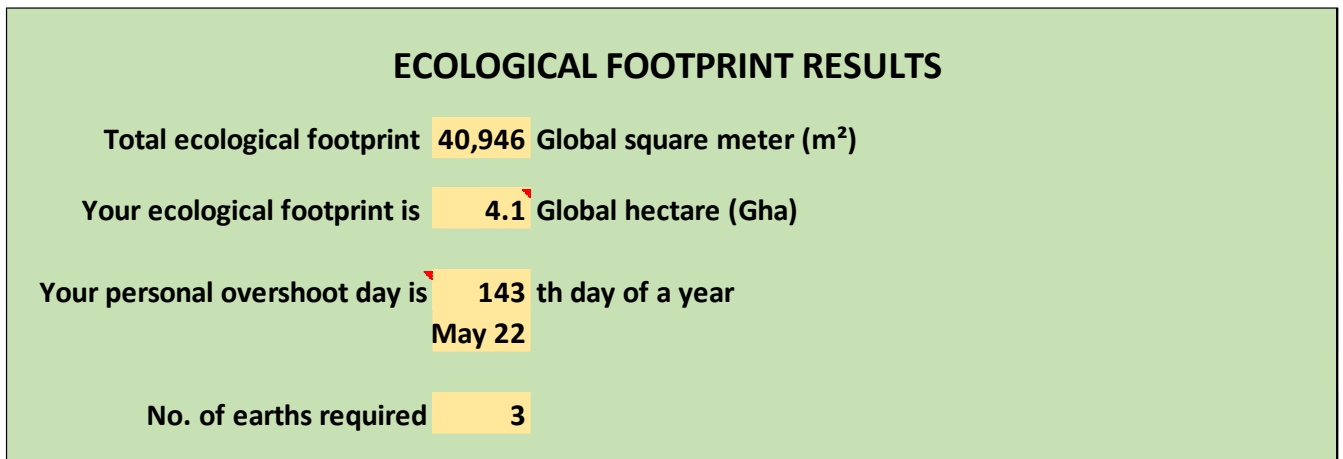 ECOLOGICAL FOOTPRINT RESULTS
Total ecological footprint 40,946 Global square meter (m²)
Your ecological footprint is 4.1 Global hectare (Gha)
Your personal overshoot day is 143 th day of a year
May 22
No. of earths required 3